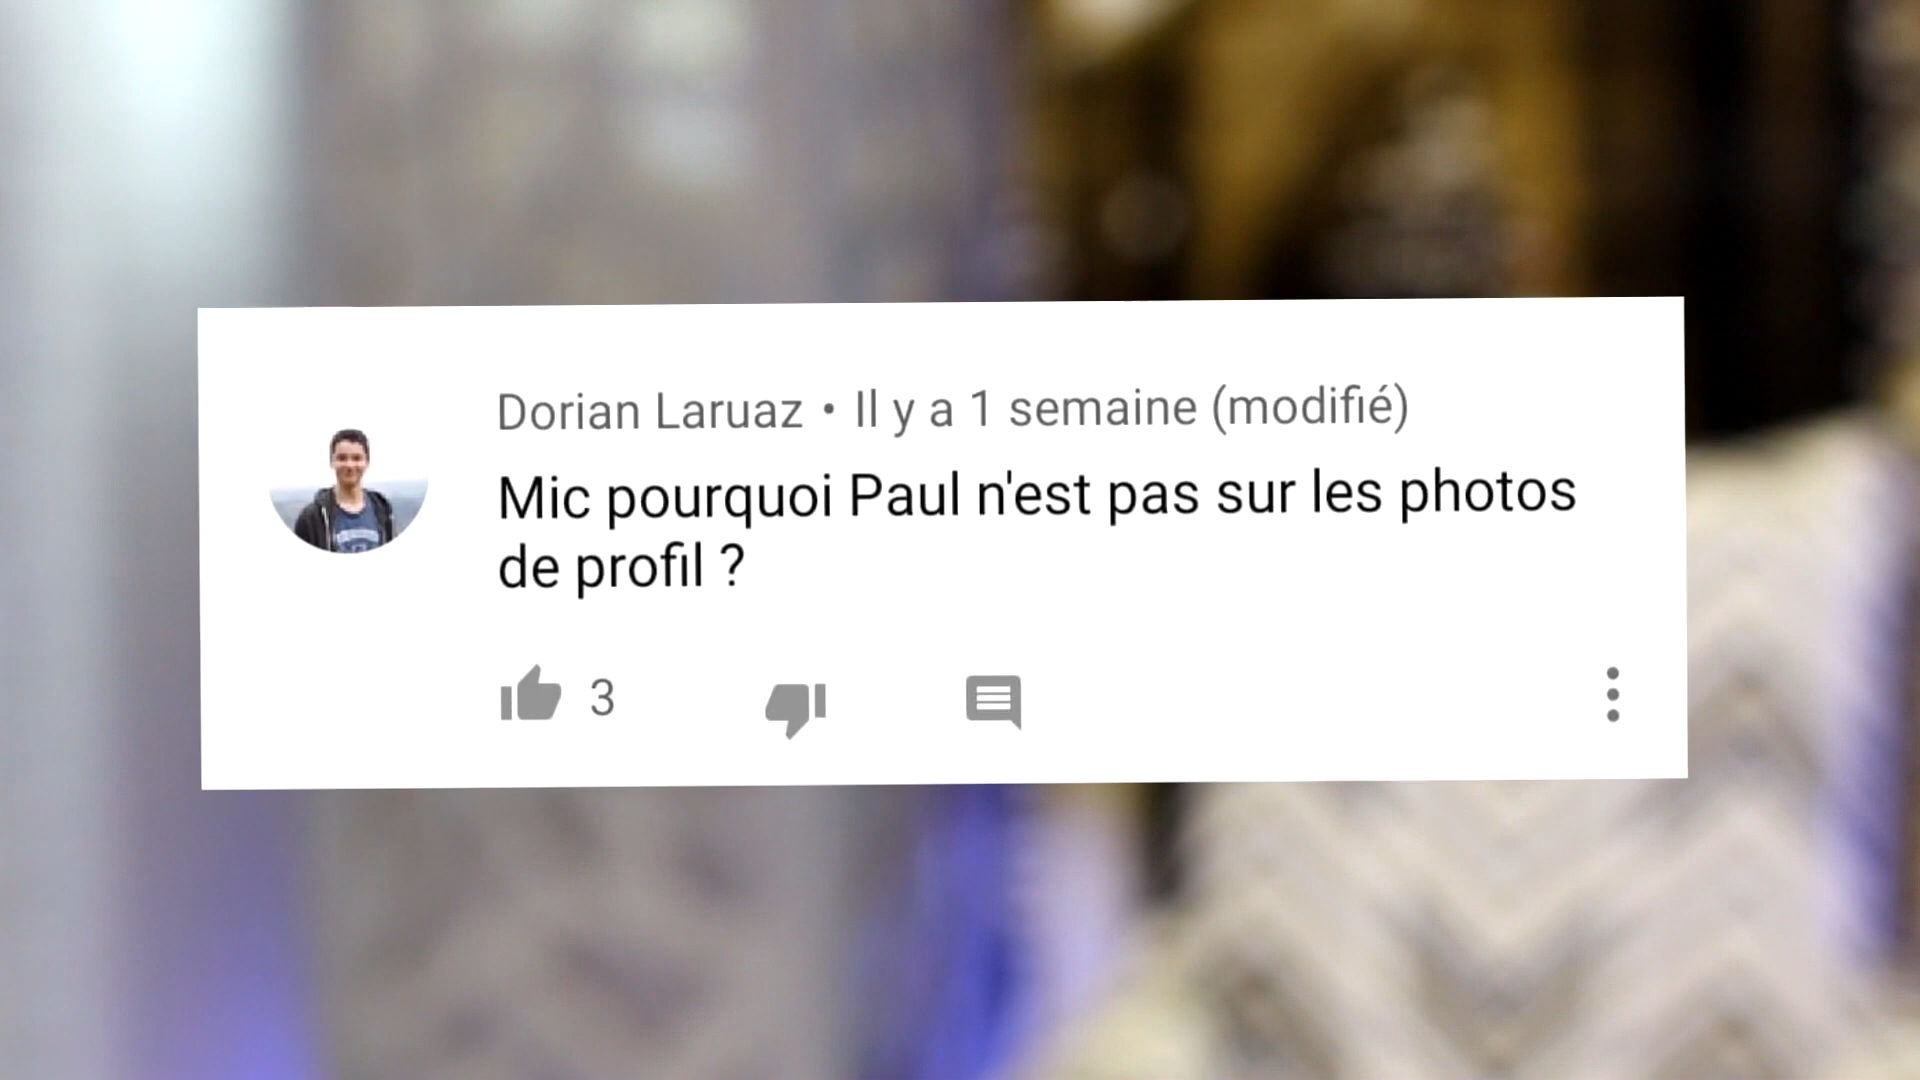 Dorian Laruaz • Il y a 1 semaine (modifié)
Mic pourquoi Paul n'est pas sur les photos
de profil ?
3